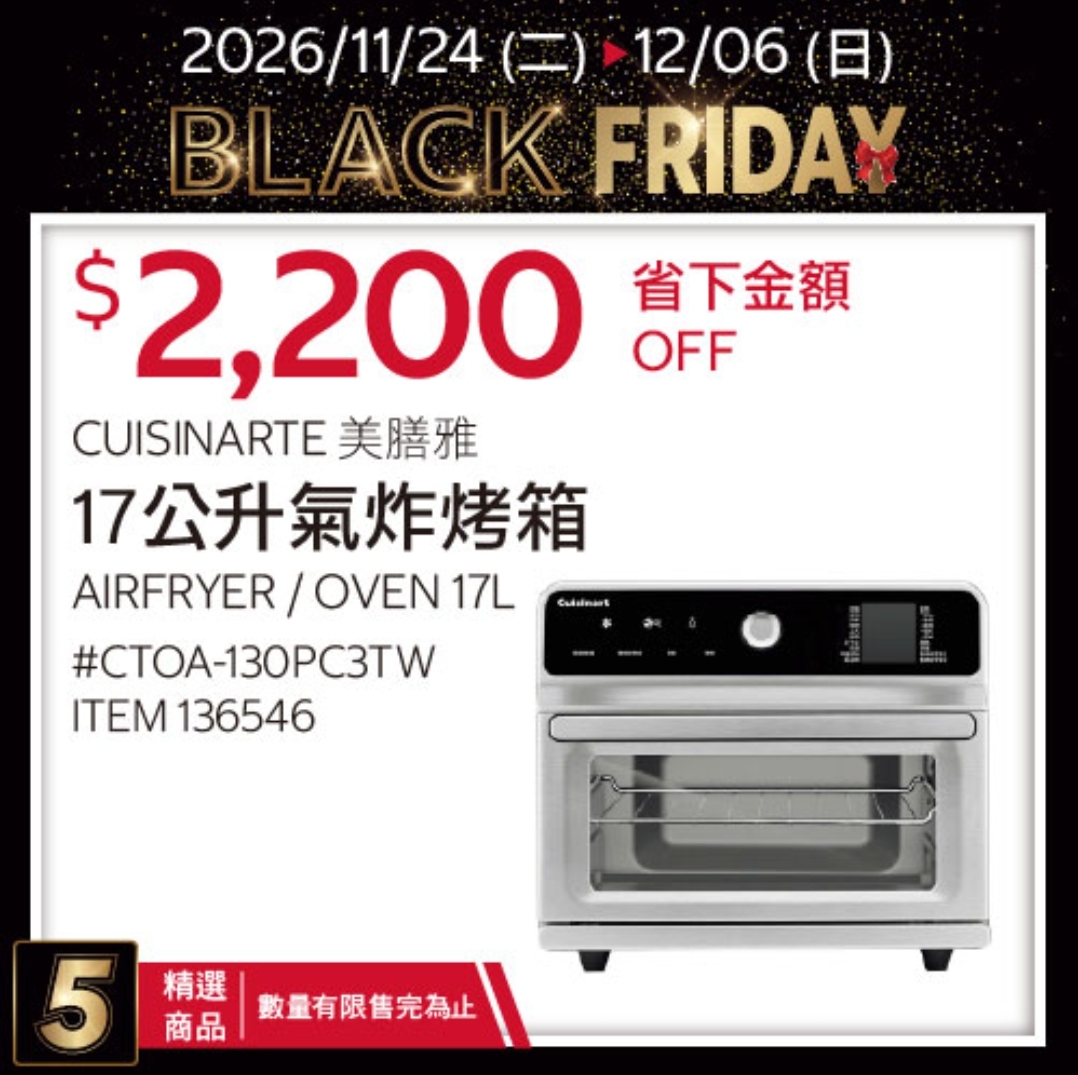 2026/11/24 (二) ▶ 12/06 (日)
BLACK FRIDAY
$2,200
省下金額
OFF
CUISINARTE 美膳雅
17公升氣炸烤箱
AIRFRYER / OVEN 17L
#CTOA-130PC3TW
ITEM 136546
Cuisinart
5
精選
商品
數量有限售完為止